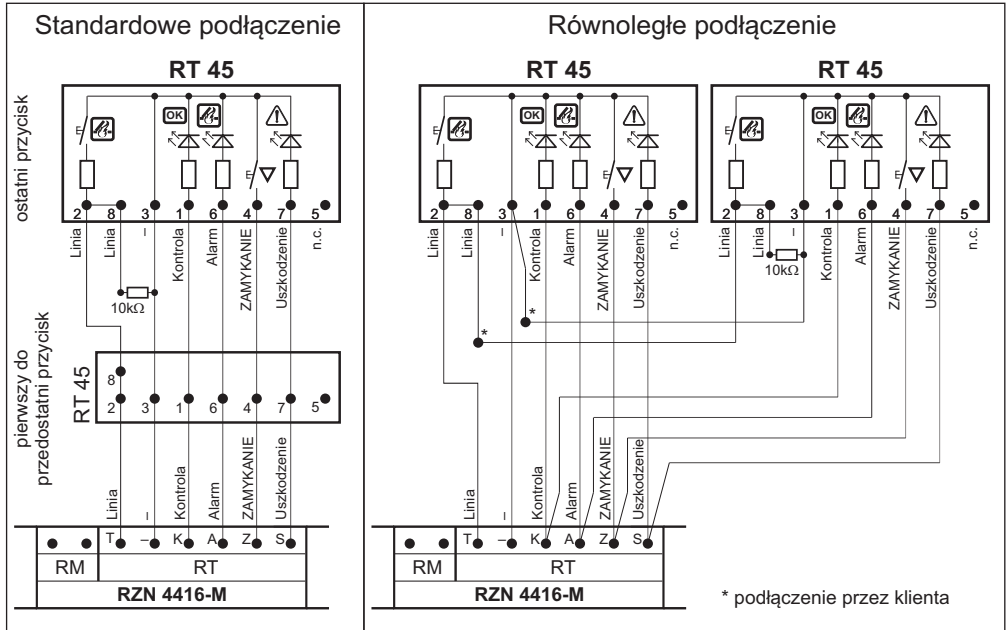 Standardowe podłączenie
RT 45
ostatni przycisk
OK
E
E
2 8 3 1 6 4 7 5
Linia
Linia
–
Kontrola
Alarm
ZAMYKANIE
Uszkodzenie
n.c.
10kΩ
pierwszy do
przedostatni przycisk
RT 45
8
2 3 1 6 4 7 5
Linia
–
Kontrola
Alarm
ZAMYKANIE
Uszkodzenie
T – K A Z S
RM RT
RZN 4416-M
Równoległe podłączenie
RT 45
OK
E
E
2 8 3 1 6 4 7 5
Linia
Linia
–
Kontrola
Alarm
ZAMYKANIE
Uszkodzenie
n.c.
RT 45
OK
E
E
2 8 3 1 6 4 7 5
Linia
Linia
–
Kontrola
Alarm
ZAMYKANIE
Uszkodzenie
n.c.
10kΩ
*
*
Linia
–
Kontrola
Alarm
ZAMYKANIE
Uszkodzenie
T – K A Z S
RM RT
RZN 4416-M
* podłączenie przez klienta